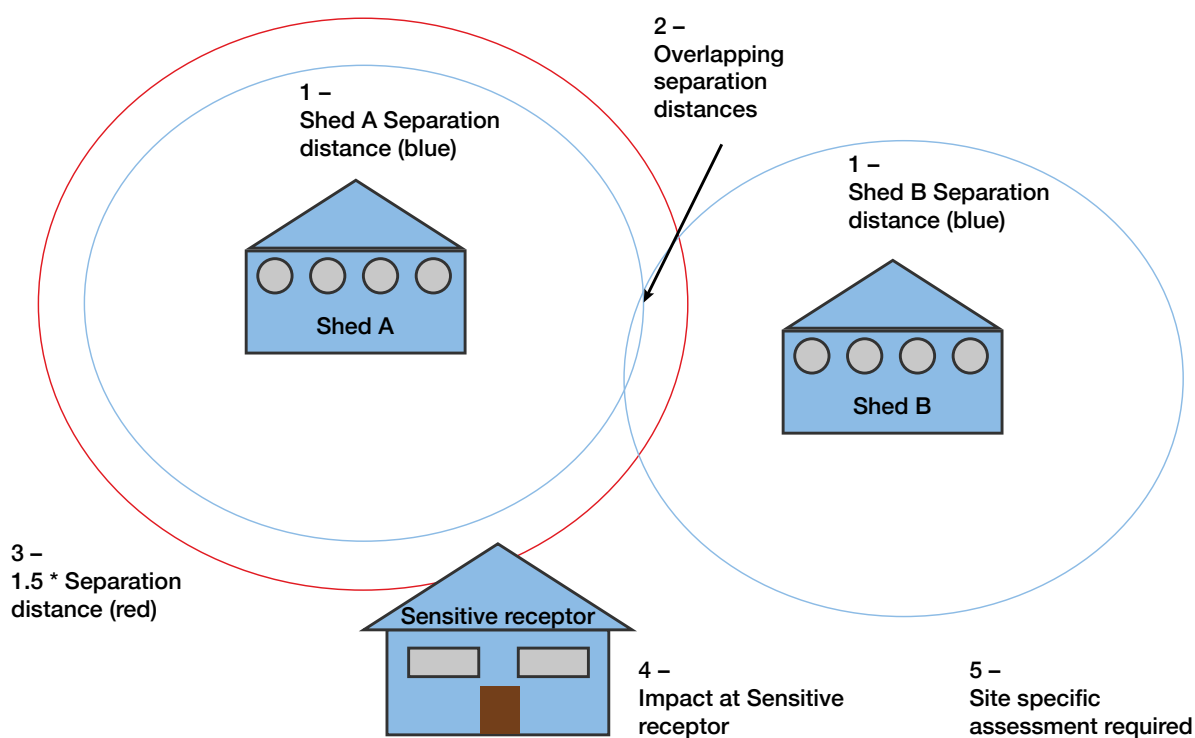 2 –
Overlapping
separation
distances
1 –
Shed A Separation
distance (blue)
1 –
Shed B Separation
distance (blue)
Shed A
Shed B
3 –
1.5 * Separation
distance (red)
Sensitive receptor
4 –
Impact at Sensitive
receptor
5 –
Site specific
assessment required